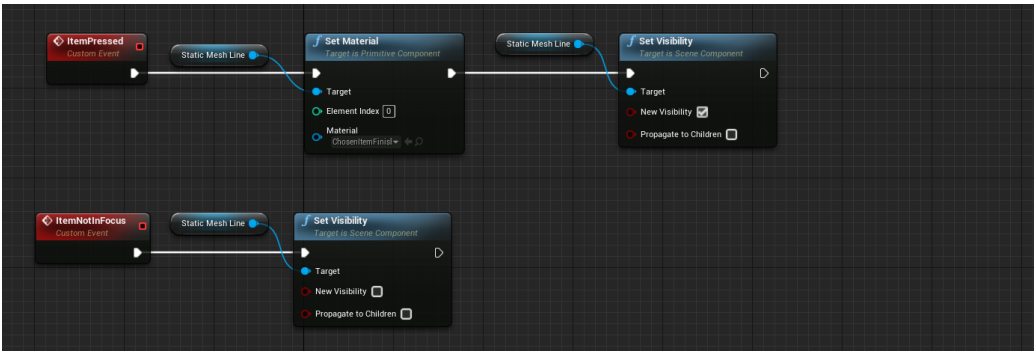 ItemPressed
Custom Event
Static Mesh Line
Set Material
Target is Primitive Component
Target
Element Index 0
Material
ChosenItemFinisl
Static Mesh Line
Set Visibility
Target is Scene Component
Target
New Visibility
Propagate to Children
ItemNotInFocus
Custom Event
Static Mesh Line
Set Visibility
Target is Scene Component
Target
New Visibility
Propagate to Children